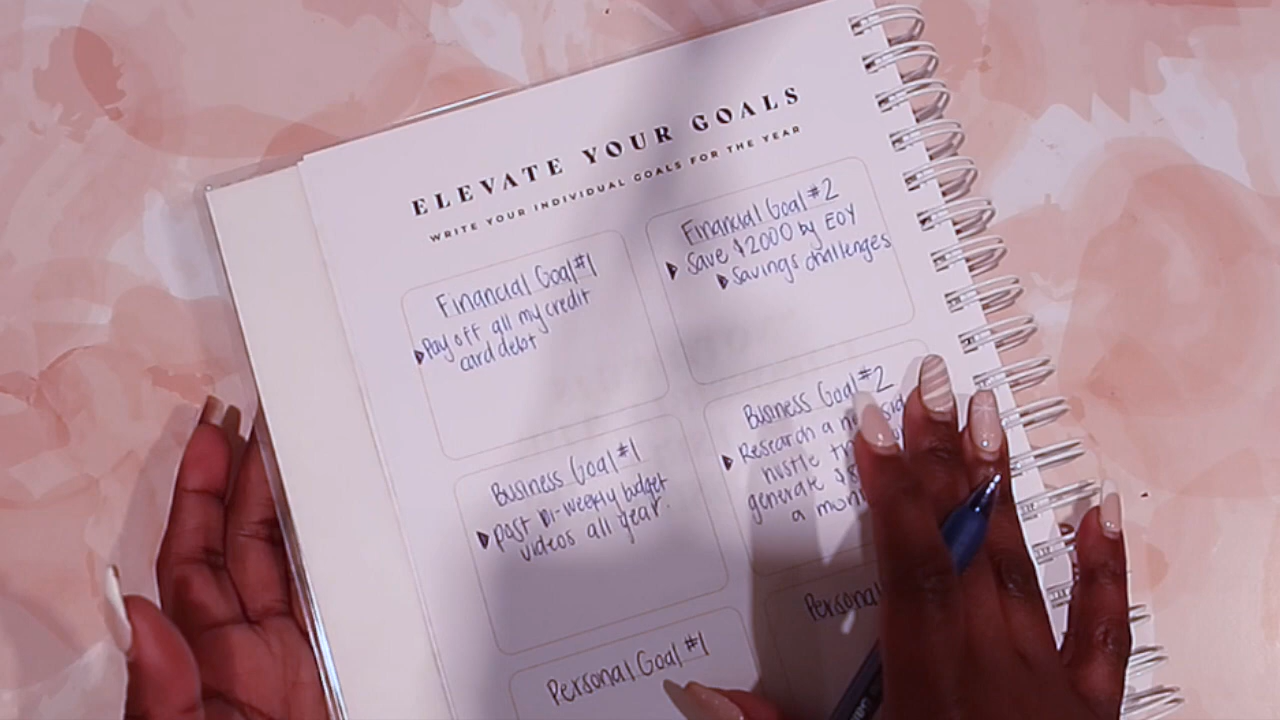 ELEVATE YOUR GOALS
WRITE YOUR INDIVIDUAL GOALS FOR THE YEAR
Financial Goal #1
Pay off all my credit
card debt
Financial Goal #2
Save $2000 by EOY
Savings challenges
Business Goal #1
post bi-weekly budget
videos all year.
Business Goal #2
Research a
hustle
generate
a
Personal Goal #1
Personal